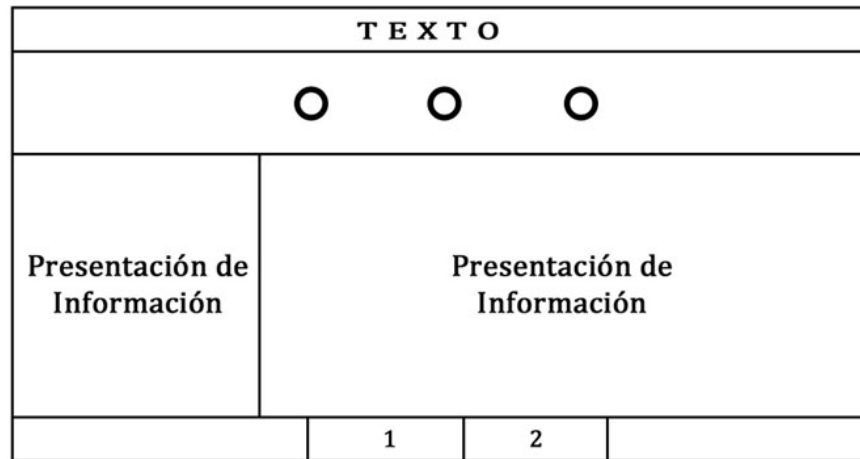 TEXTO
Presentación de
Información
Presentación de
Información
1
2